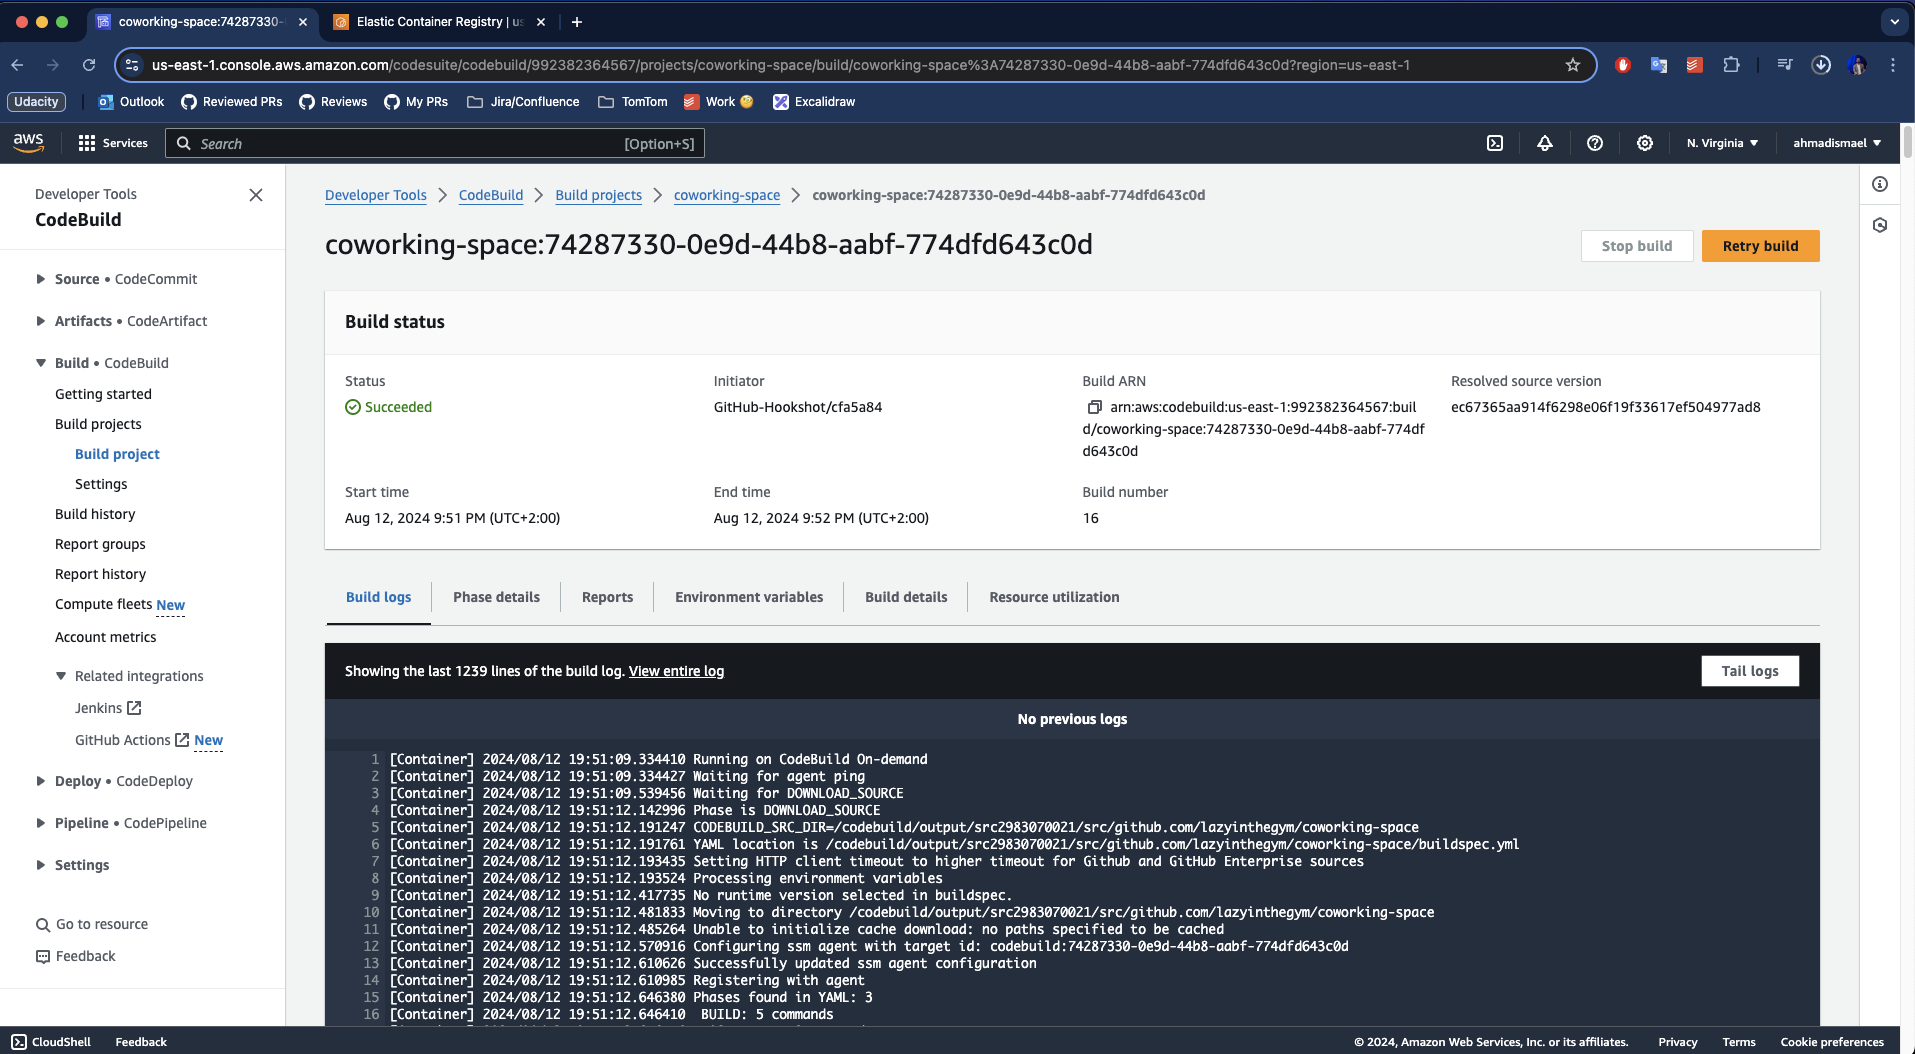 coworking-space:74287330-
Elastic Container Registry | us
us-east-1.console.aws.amazon.com/codesuite/codebuild/992382364567/projects/coworking-space/build/coworking-space%3A74287330-0e9d-44b8-aabf-774dfd643c0d?region=us-east-1
Udacity
Outlook
Reviewed PRs
Reviews
My PRs
Jira/Confluence
TomTom
Work
Excalidraw
aws
Services
Search
[Option+S]
N. Virginia
ahmadismael
Developer Tools
CodeBuild
Source • CodeCommit
Artifacts • CodeArtifact
Build • CodeBuild
Getting started
Build projects
Build project
Settings
Build history
Report groups
Report history
Compute fleets New
Account metrics
Related integrations
Jenkins
GitHub Actions New
Deploy • CodeDeploy
Pipeline • CodePipeline
Settings
Go to resource
Feedback
Developer Tools
CodeBuild
Build projects
coworking-space
coworking-space:74287330-0e9d-44b8-aabf-774dfd643c0d
coworking-space:74287330-0e9d-44b8-aabf-774dfd643c0d
Stop build
Retry build
Build status
Status
Succeeded
Initiator
GitHub-Hookshot/cfa5a84
Build ARN
arn:aws:codebuild:us-east-1:992382364567:buil
d/coworking-space:74287330-0e9d-44b8-aabf-774df
d643c0d
Resolved source version
ec67365aa914f6298e06f19f33617ef504977ad8
Start time
Aug 12, 2024 9:51 PM (UTC+2:00)
End time
Aug 12, 2024 9:52 PM (UTC+2:00)
Build number
16
Build logs
Phase details
Reports
Environment variables
Build details
Resource utilization
Showing the last 1239 lines of the build log. View entire log
Tail logs
No previous logs
1 [Container] 2024/08/12 19:51:09.334410 Running on CodeBuild On-demand
2 [Container] 2024/08/12 19:51:09.334427 Waiting for agent ping
3 [Container] 2024/08/12 19:51:09.539456 Waiting for DOWNLOAD_SOURCE
4 [Container] 2024/08/12 19:51:12.142996 Phase is DOWNLOAD_SOURCE
5 [Container] 2024/08/12 19:51:12.191247 CODEBUILD_SRC_DIR=/codebuild/output/src2983070021/src/github.com/lazyinthegym/coworking-space
6 [Container] 2024/08/12 19:51:12.191761 YAML location is /codebuild/output/src2983070021/src/github.com/lazyinthegym/coworking-space/buildspec.yml
7 [Container] 2024/08/12 19:51:12.193435 Setting HTTP client timeout to higher timeout for Github and GitHub Enterprise sources
8 [Container] 2024/08/12 19:51:12.193524 Processing environment variables
9 [Container] 2024/08/12 19:51:12.417735 No runtime version selected in buildspec.
10 [Container] 2024/08/12 19:51:12.481833 Moving to directory /codebuild/output/src2983070021/src/github.com/lazyinthegym/coworking-space
11 [Container] 2024/08/12 19:51:12.485264 Unable to initialize cache download: no paths specified to be cached
12 [Container] 2024/08/12 19:51:12.570916 Configuring ssm agent with target id: codebuild:74287330-0e9d-44b8-aabf-774dfd643c0d
13 [Container] 2024/08/12 19:51:12.610626 Successfully updated ssm agent configuration
14 [Container] 2024/08/12 19:51:12.610985 Registering with agent
15 [Container] 2024/08/12 19:51:12.646380 Phases found in YAML: 3
16 [Container] 2024/08/12 19:51:12.646410  BUILD: 5 commands
CloudShell
Feedback
© 2024, Amazon Web Services, Inc. or its affiliates.
Privacy
Terms
Cookie preferences